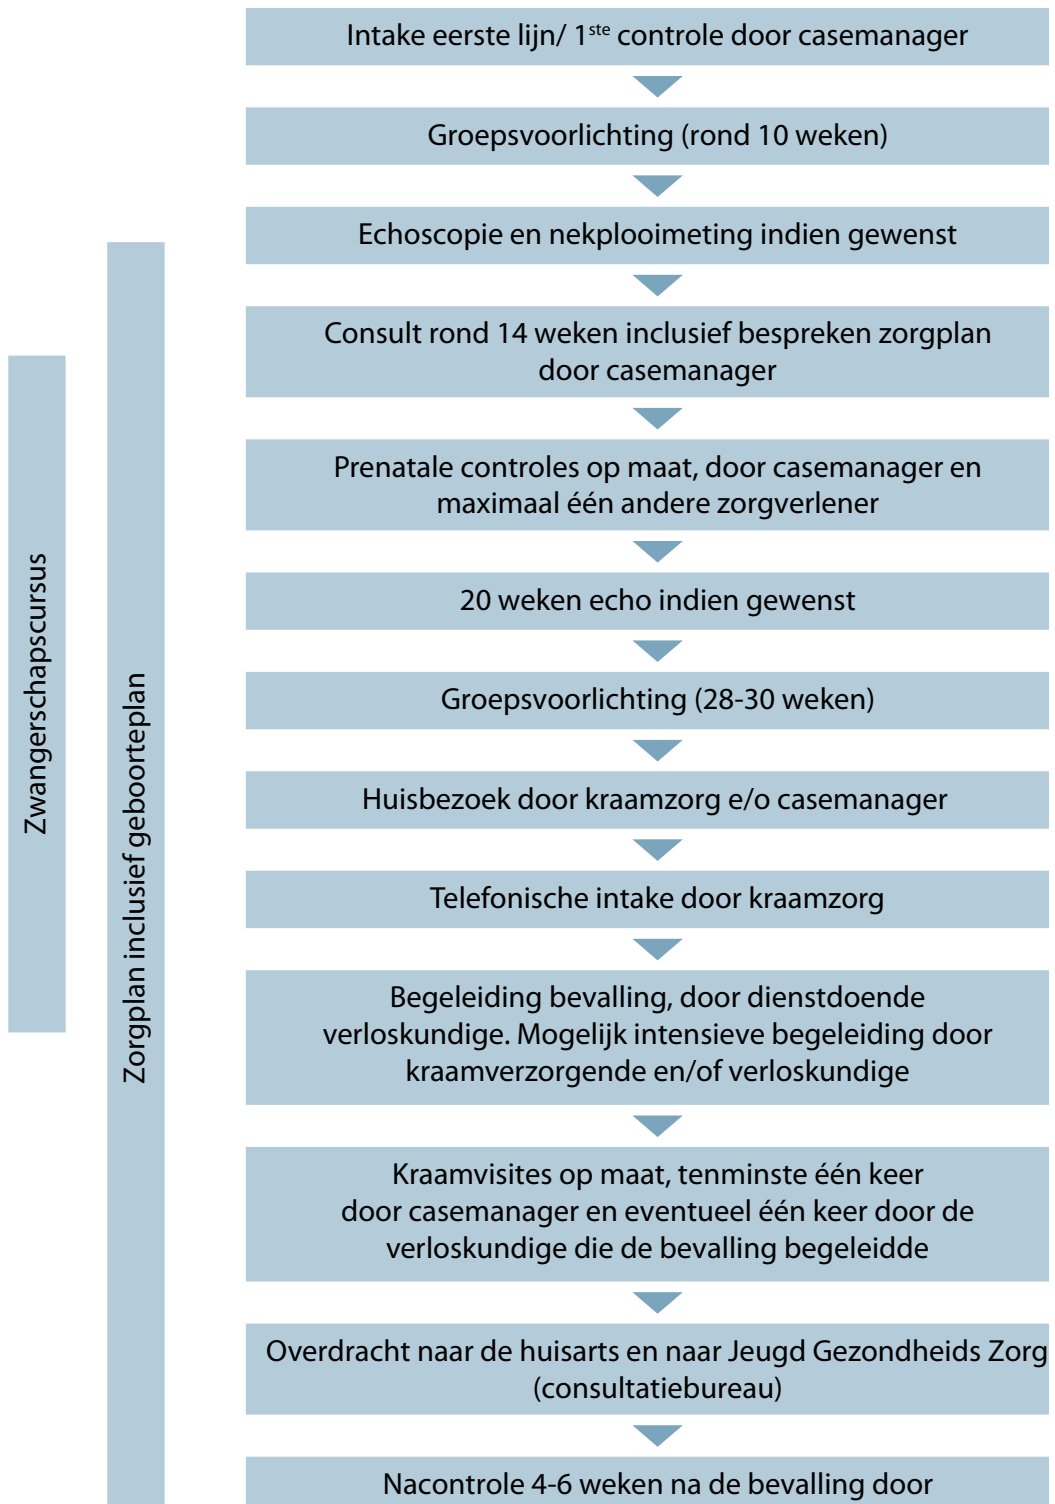 Intake eerste lijn/ 1ste controle door casemanager
Groepsvoorlichting (rond 10 weken)
Echoscopie en nekplooimeting indien gewenst
Consult rond 14 weken inclusief bespreken zorgplan
door casemanager
Prenatale controles op maat, door casemanager en
maximaal één andere zorgverlener
20 weken echo indien gewenst
Groepsvoorlichting (28-30 weken)
Huisbezoek door kraamzorg e/o casemanager
Telefonische intake door kraamzorg
Begeleiding bevalling, door dienstdoende
verloskundige. Mogelijk intensieve begeleiding door
kraamverzorgende en/of verloskundige
Kraamvisites op maat, tenminste één keer
door casemanager en eventueel één keer door de
verloskundige die de bevalling begeleidde
Overdracht naar de huisarts en naar Jeugd Gezondheids Zorg
(consultatiebureau)
Nacontrole 4-6 weken na de bevalling door
Zwangerschapscursus
Zorgplan inclusief geboorteplan